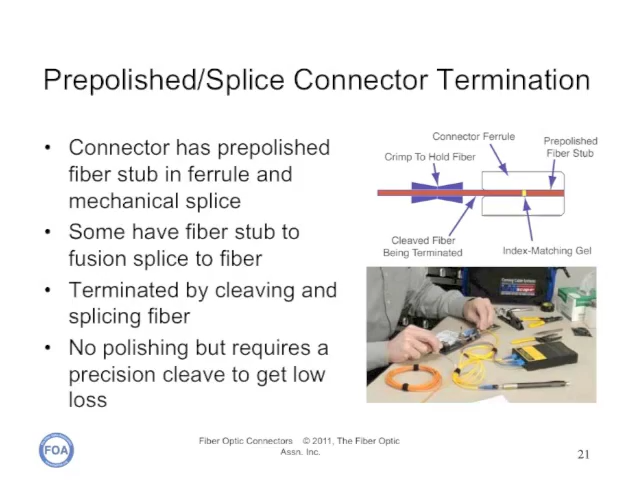 Prepolished/Splice Connector Termination
• Connector has prepolished
fiber stub in ferrule and
mechanical splice
• Some have fiber stub to
fusion splice to fiber
• Terminated by cleaving and
splicing fiber
• No polishing but requires a
precision cleave to get low
loss
Connector Ferrule
Prepolished
Fiber Stub
Crimp To Hold Fiber
Cleaved Fiber
Being Terminated
Index-Matching Gel
FOA
Fiber Optic Connectors © 2011, The Fiber Optic
Assn. Inc.
21